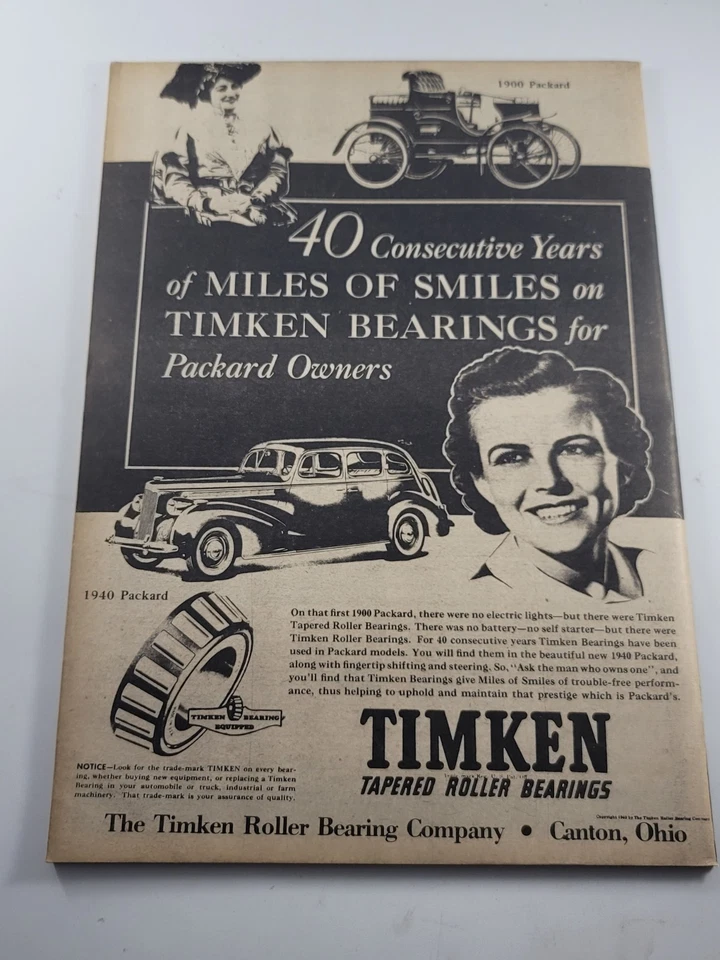 1900 Packard
40 Consecutive Years
of MILES OF SMILES on
TIMKEN BEARINGS for
Packard Owners
1940 Packard
On that first 1900 Packard, there were no electric lights—but there were Timken
Tapered Roller Bearings. There was no battery—no self starter—but there were
Timken Roller Bearings. For 40 consecutive years Timken Bearings have been
used in Packard models. You will find them in the beautiful new 1940 Packard,
along with fingertip shifting and steering. So, "Ask the man who owns one", and
you'll find that Timken Bearings give Miles of Smiles of trouble-free perform-
ance, thus helping to uphold and maintain that prestige which is Packard's.
TIMKEN BEARING
EQUIPPED
NOTICE—Look for the trade-mark TIMKEN on every bear-
ing, whether buying new equipment, or replacing a Timken
Bearing in your automobile or truck, industrial or farm
machinery. That trade-mark is your assurance of quality.
TIMKEN
TAPERED ROLLER BEARINGS
Copyright 1940 by The Timken Roller Bearing Company
The Timken Roller Bearing Company • Canton, Ohio